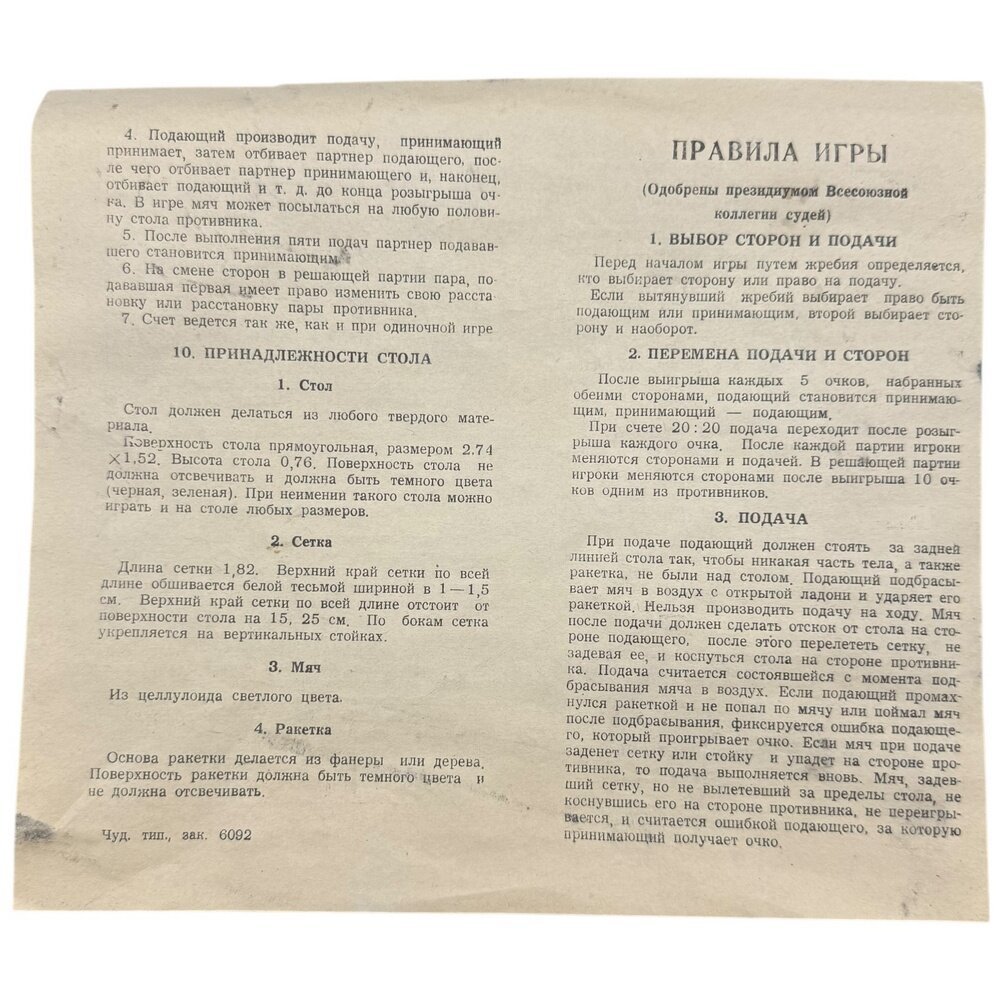 4. Подающий производит подачу, принимающий
принимает, затем отбивает партнер подающего, пос-
ле чего отбивает партнер принимающего и, наконец,
отбивает подающий и т. д. до конца розыгрыша оч-
ка. В игре мяч может посылаться на любую полови-
ну стола противника.
5. После выполнения пяти подач партнер подавав-
шего становится принимающим.
6. На смене сторон в решающей партии пара, по-
дававшая первая имеет право изменить свою расста
новку или расстановку пары противника.
7. Счет ведется так же, как и при одиночной игре
10. ПРИНАДЛЕЖНОСТИ СТОЛА
1. Стол
Стол должен делаться из любого твердого мате-
риала.
Поверхность стола прямоугольная, размером 2.74
×1,52. Высота стола 0,76. Поверхность стола не
должна отсвечивать и должна быть темного цвета
(черная, зеленая). При неимении такого стола можно
играть и на столе любых размеров.
2. Сетка
Длина сетки 1,82. Верхний край сетки по всей
длине обшивается белой тесьмой шириной в 1—1,5
см. Верхний край сетки по всей длине отстоит от
поверхности стола на 15, 25 см. По бокам сетка
укрепляется на вертикальных стойках.
3. Мяч
Из целлулоида светлого цвета.
4. Ракетка
Основа ракетки делается из фанеры или дерева.
Поверхность ракетки должна быть темного цвета и
не должна отсвечивать.
Чуд. тип., зак. 6092
ПРАВИЛА ИГРЫ
(Одобрены президиумом Всесоюзной
коллегии судей)
1. ВЫБОР СТОРОН И ПОДАЧИ
Перед началом игры путем жребия определяется,
кто выбирает сторону или право на подачу.
Если вытянувший жребий выбирает право быть
подающим или принимающим, второй выбирает сто-
рону и наоборот.
2. ПЕРЕМЕНА ПОДАЧИ И СТОРОН
После выигрыша каждых 5 очков, набранных
обеими сторонами, подающий становится принимаю-
щим, принимающий — подающим.
При счете 20:20 подача переходит после розыг-
рыша каждого очка. После каждой партии игроки
меняются сторонами и подачей. В решающей партии
игроки меняются сторонами после выигрыша 10 оч-
ков одним из противников.
3. ПОДАЧА
При подаче подающий должен стоять за задней
линией стола так, чтобы никакая часть тела, а также
ракетка, не были над столом. Подающий подбрасы-
вает мяч в воздух с открытой ладони и ударяет его
ракеткой. Нельзя производить подачу на ходу. Мяч
после подачи должен сделать отскок от стола на сто-
роне подающего, после этого перелететь сетку, не
задевая ее, и коснуться стола на стороне противни-
ка. Подача считается состоявшейся с момента под-
брасывания мяча в воздух. Если подающий промах-
нулся ракеткой и не попал по мячу или поймал мяч
после подбрасывания, фиксируется ошибка подающе-
го, который проигрывает очко. Если мяч при подаче
заденет сетку или стойку и упадет на стороне про-
тивника, то подача выполняется вновь. Мяч, задев-
ший сетку, но не вылетевший за пределы стола, не
коснувшись его на стороне противника, не переигры-
вается, и считается ошибкой подающего, за которую
принимающий получает очко.